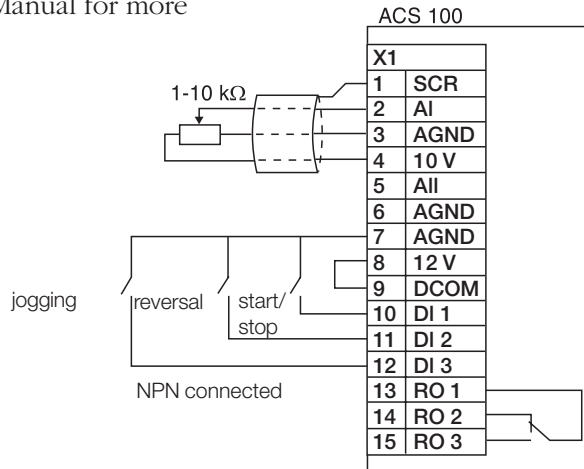 Manual for more
ACS 100
X1
1 SCR
1-10 kΩ
2 AI
3 AGND
4 10 V
5 AII
6 AGND
7 AGND
8 12 V
9 DCOM
jogging
reversal
start/
stop
10 DI 1
11 DI 2
12 DI 3
NPN connected
13 RO 1
14 RO 2
15 RO 3